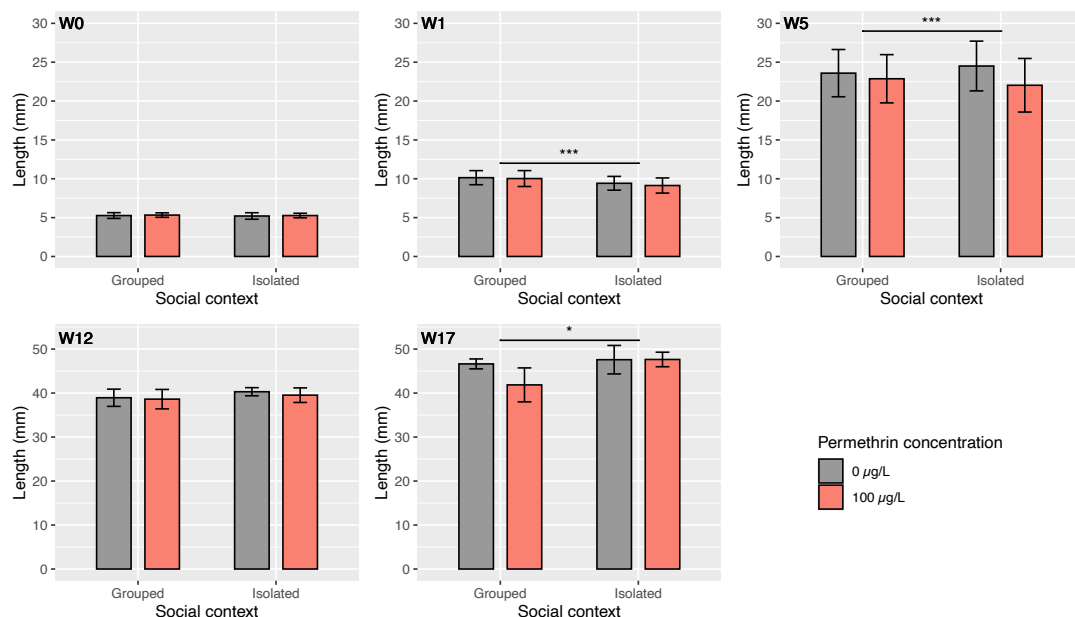 W0
Length (mm)
30
25
20
15
10
5
0
Grouped Isolated
Social context
W1
***
Length (mm)
30
25
20
15
10
5
0
Grouped Isolated
Social context
W5
***
Length (mm)
30
25
20
15
10
5
0
Grouped Isolated
Social context
W12
Length (mm)
50
40
30
20
10
0
Grouped Isolated
Social context
W17
*
Length (mm)
50
40
30
20
10
0
Grouped Isolated
Social context
Permethrin concentration
0 µg/L
100 µg/L